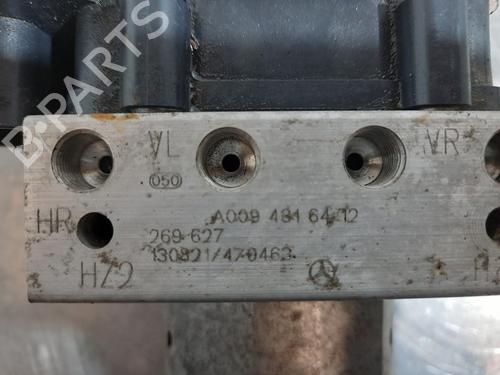 VL
VR
050
HR
A009 431 64 12
269-627
130821/470463
HZ2
B-PARTS